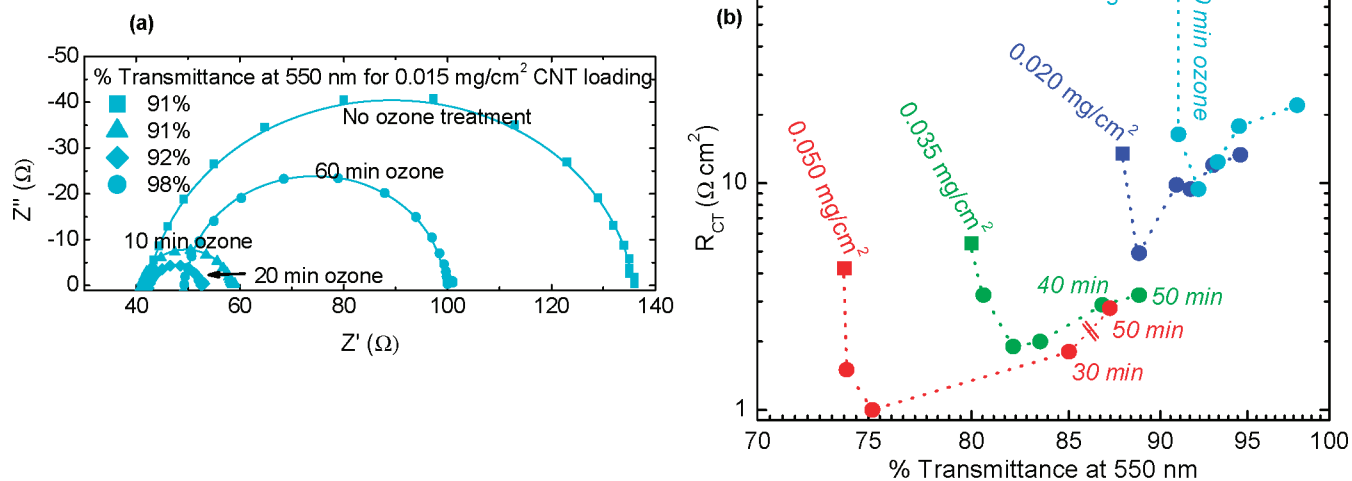 (a)
-50
-40
-30
-20
-10
0
Z'' (Ω)
% Transmittance at 550 nm for 0.015 mg/cm² CNT loading
91%
91%
92%
98%
No ozone treatment
60 min ozone
10 min ozone
20 min ozone
40 60 80 100 120 140
Z' (Ω)
(b)
10
1
R_CT (Ω cm²)
0.050 mg/cm²
0.035 mg/cm²
0.020 mg/cm²
min ozone
40 min
50 min
50 min
30 min
70 75 80 85 90 95 100
% Transmittance at 550 nm